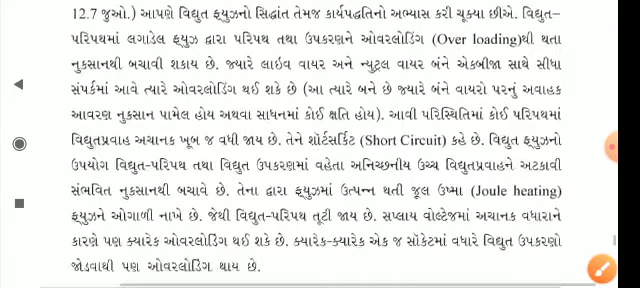 12.7 જુઓ.) આપણે વિદ્યુત ફ્યુઝનો સિદ્ધાંત તેમજ કાર્યપદ્ધતિનો અભ્યાસ કરી ચૂક્યા છીએ. વિદ્યુત–
પરિપથમાં લગાડેલ ફ્યુઝ દ્વારા પરિપથ તથા ઉપકરણને ઓવરલોડિંગ (Over loading)થી થતા
નુકસાનથી બચાવી શકાય છે. જ્યારે લાઇવ વાયર અને ન્યુટ્રલ વાયર બંને એકબીજા સાથે સીધા
સંપર્કમાં આવે ત્યારે ઓવરલોડિંગ થઈ શકે છે (આ ત્યારે બને છે જ્યારે બંને વાયરો પરનું અવાહક
આવરણ નુકસાન પામેલ હોય અથવા સાધનમાં કોઈ ક્ષતિ હોય). આવી પરિસ્થિતિમાં કોઈ પરિપથમાં
વિદ્યુતપ્રવાહ અચાનક ખૂબ જ વધી જાય છે. તેને શૉર્ટસર્કિટ (Short Circuit) કહે છે. વિદ્યુત ફ્યુઝનો
ઉપયોગ વિદ્યુત-પરિપથ તથા વિદ્યુત ઉપકરણમાં વહેતા અનિચ્છનીય ઉચ્ચ વિદ્યુતપ્રવાહને અટકાવી
સંભવિત નુકસાનથી બચાવે છે. તેના દ્વારા ફ્યુઝમાં ઉત્પન્ન થતી જૂલ ઉષ્મા (Joule heating)
ફ્યુઝને ઓગાળી નાખે છે. જેથી વિદ્યુત-પરિપથ તૂટી જાય છે. સપ્લાય વોલ્ટેજમાં અચાનક વધારાને
કારણે પણ ક્યારેક ઓવરલોડિંગ થઈ શકે છે. ક્યારેક-ક્યારેક એક જ સૉકેટમાં વધારે વિદ્યુત ઉપકરણો
જોડવાથી પણ ઓવરલોડિંગ થાય છે.